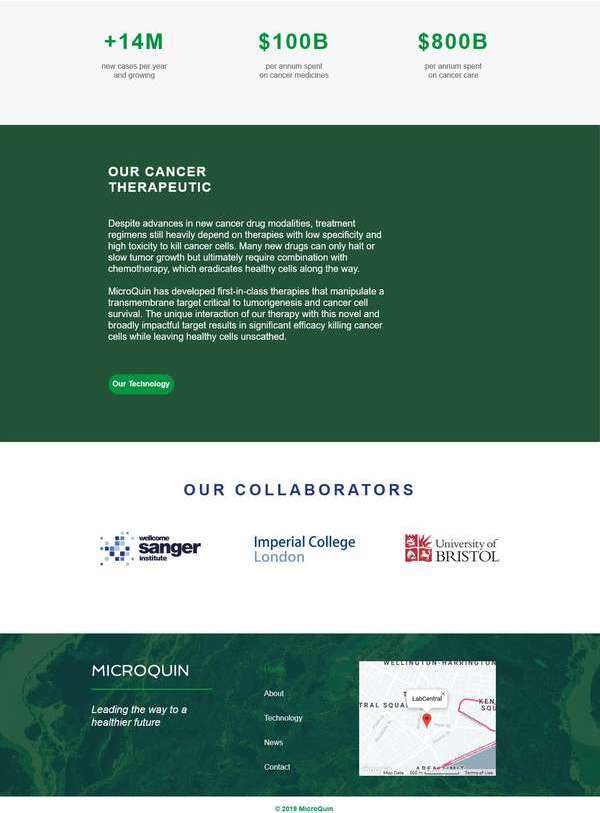 +14M
new cases per year
and growing
$100B
per annum spent
on cancer medicines
$800B
per annum spent
on cancer care
OUR CANCER
THERAPEUTIC
Despite advances in new cancer drug modalities, treatment
regimens still heavily depend on therapies with low specificity and
high toxicity to kill cancer cells. Many new drugs can only halt or
slow tumor growth but ultimately require combination with
chemotherapy, which eradicates healthy cells along the way.
MicroQuin has developed first-in-class therapies that manipulate a
transmembrane target critical to tumorigenesis and cancer cell
survival. The unique interaction of our therapy with this novel and
broadly impactful target results in significant efficacy killing cancer
cells while leaving healthy cells unscathed.
Our Technology
OUR COLLABORATORS
wellcome
sanger
institute
Imperial College
London
University of
BRISTOL
MICROQUIN
Leading the way to a
healthier future
Home
About
Technology
News
Contact
WELLINGTON-HARRINGTON
LabCentral
TRAL SQUA
KEN
SQU
Map Data
500 m
Terms of Use
© 2019 MicroQuin